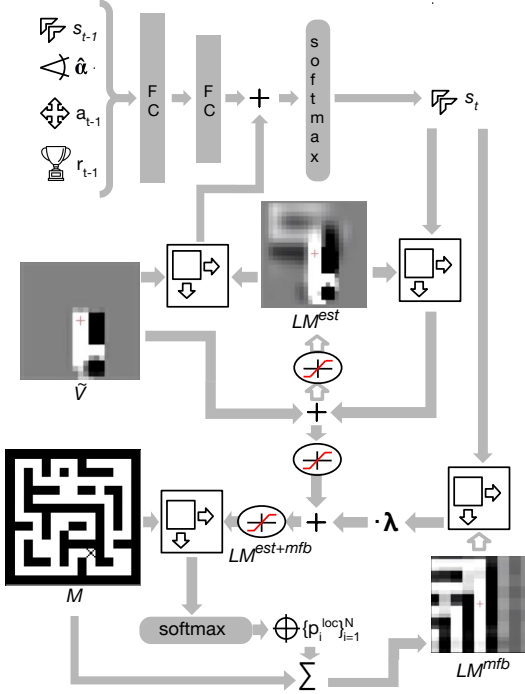 s_{t-1}
α̂ .
a_{t-1}
r_{t-1}
FC
FC
+
softmax
s_t
LM^{est}
Ṽ
+
M
LM^{est+mfb}
+
· λ
softmax
⊕ {p_i^{loc}}_{i=1}^N
Σ
LM^{mfb}